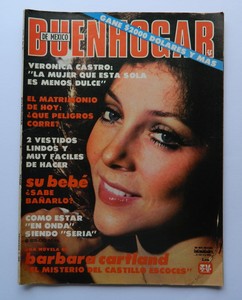 GANE $2000 DOLARES Y MAS
BUENHOGAR
DE MEXICO
VERONICA CASTRO:
"LA MUJER QUE ESTA SOLA
ES MENOS DULCE"
EL MATRIMONIO
DE HOY:
¿QUE PELIGROS
CORRE?
2 VESTIDOS
LINDOS Y
MUY FACILES
DE HACER
su bebé
¿SABE
BAÑARLO?
COMO ESTAR
"EN ONDA"
SIENDO "SERIA"
LA NOVELA DE
barbara cartland
"EL MISTERIO DEL CASTILLO ESCOCES"